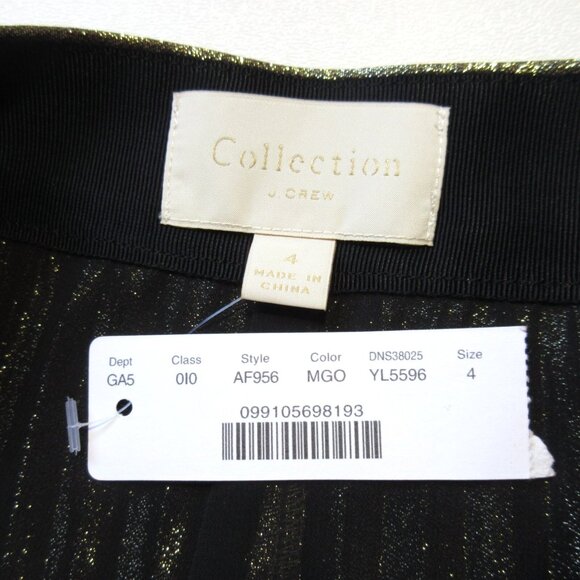 Collection
J. CREW
4
MADE IN
CHINA
Dept Class Style Color DNS38025 Size
GA5 0I0 AF956 MGO YL5596 4
099105698193